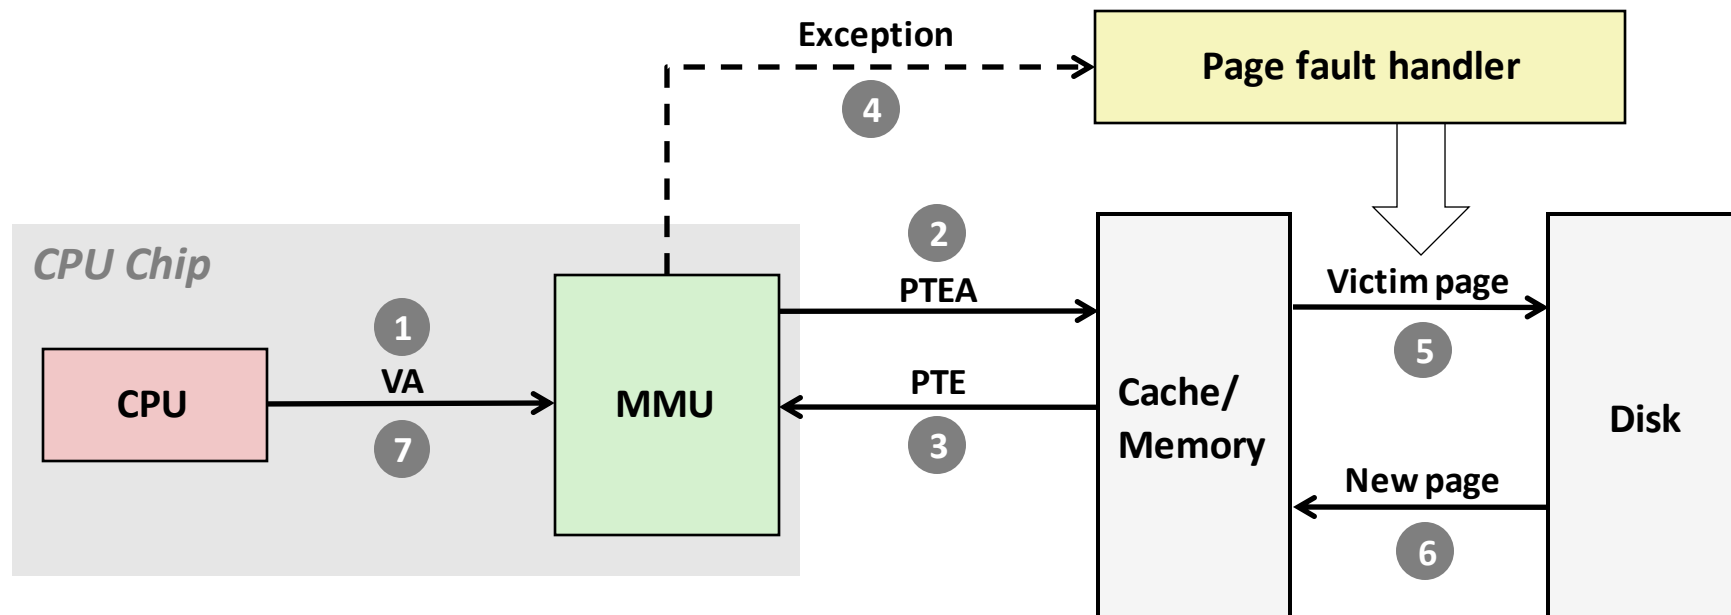 Exception
4
Page fault handler
CPU Chip
2
PTEA
1
VA
7
CPU
MMU
PTE
3
Cache/
Memory
Victim page
5
Disk
New page
6